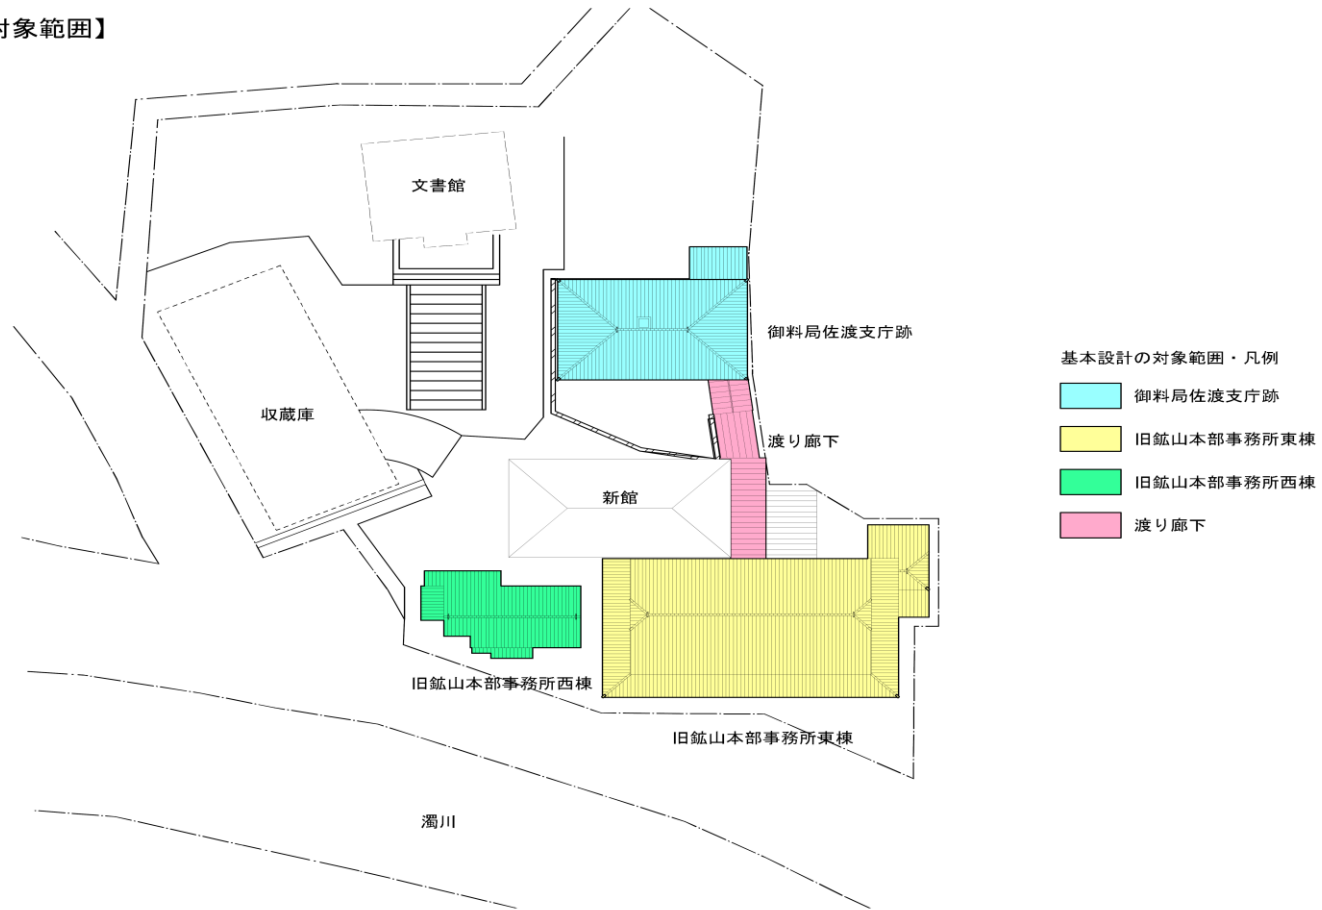 対象範囲】
文書館
御料局佐渡支庁跡
基本設計の対象範囲・凡例
御料局佐渡支庁跡
収蔵庫
渡り廊下
旧鉱山本部事務所東棟
旧鉱山本部事務所西棟
新館
渡り廊下
旧鉱山本部事務所西棟
旧鉱山本部事務所東棟
濁川